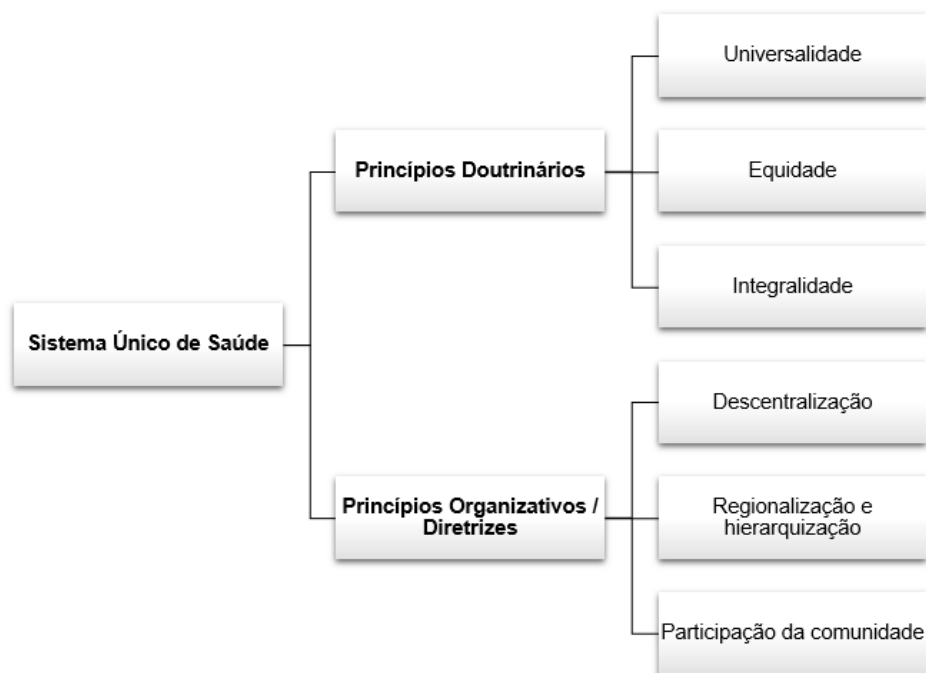 Sistema Único de Saúde
Princípios Doutrinários
Universalidade
Equidade
Integralidade
Princípios Organizativos /
Diretrizes
Descentralização
Regionalização e
hierarquização
Participação da comunidade